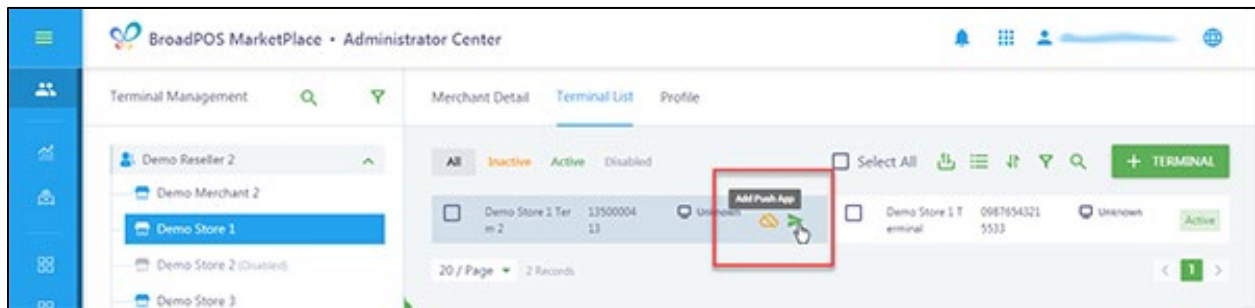 BroadPOS MarketPlace • Administrator Center
Terminal Management
Merchant Detail Terminal List Profile
Demo Reseller 2
All Inactive Active Disabled
Select All
+ TERMINAL
Demo Merchant 2
Add Push App
Demo Store 1 Ter
m 2
13500004
13
Unknown
Demo Store 1 T
erminal
0987654321
5533
Unknown
Active
Demo Store 1
Demo Store 2 (Disabled)
20 / Page 2 Records
< 1 >
Demo Store 3